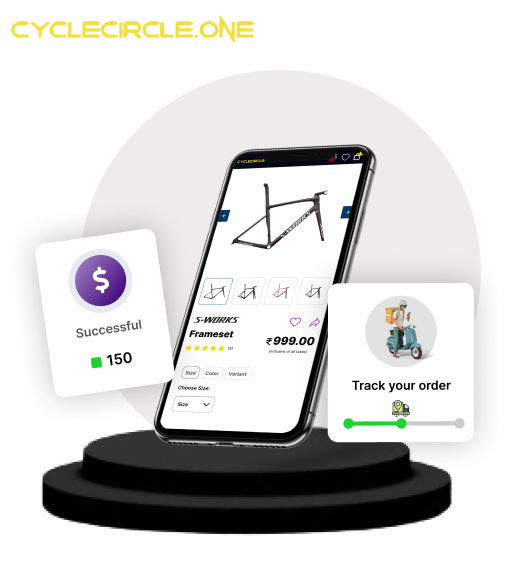 CYCLECIRCLE.ONE
CYCLECIRCLE.
S-WORKS
S-WORKS
Frameset
₹999.00
(inclusive of all taxes)
Size
Color
Variant
Choose Size:
Size
$
Successful
150
Track your order